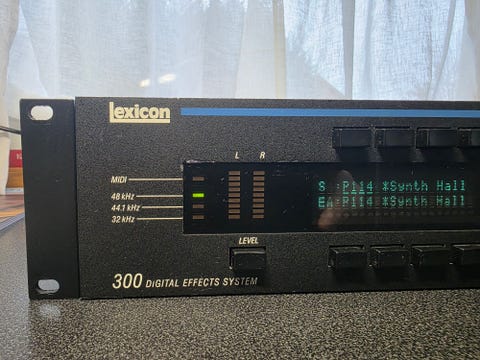 lexicon
L R
MIDI
48 kHz
44.1 kHz
32 kHz
S :P114 *Synth Hall
EA:P114 *Synth Hall
LEVEL
300 DIGITAL EFFECTS SYSTEM